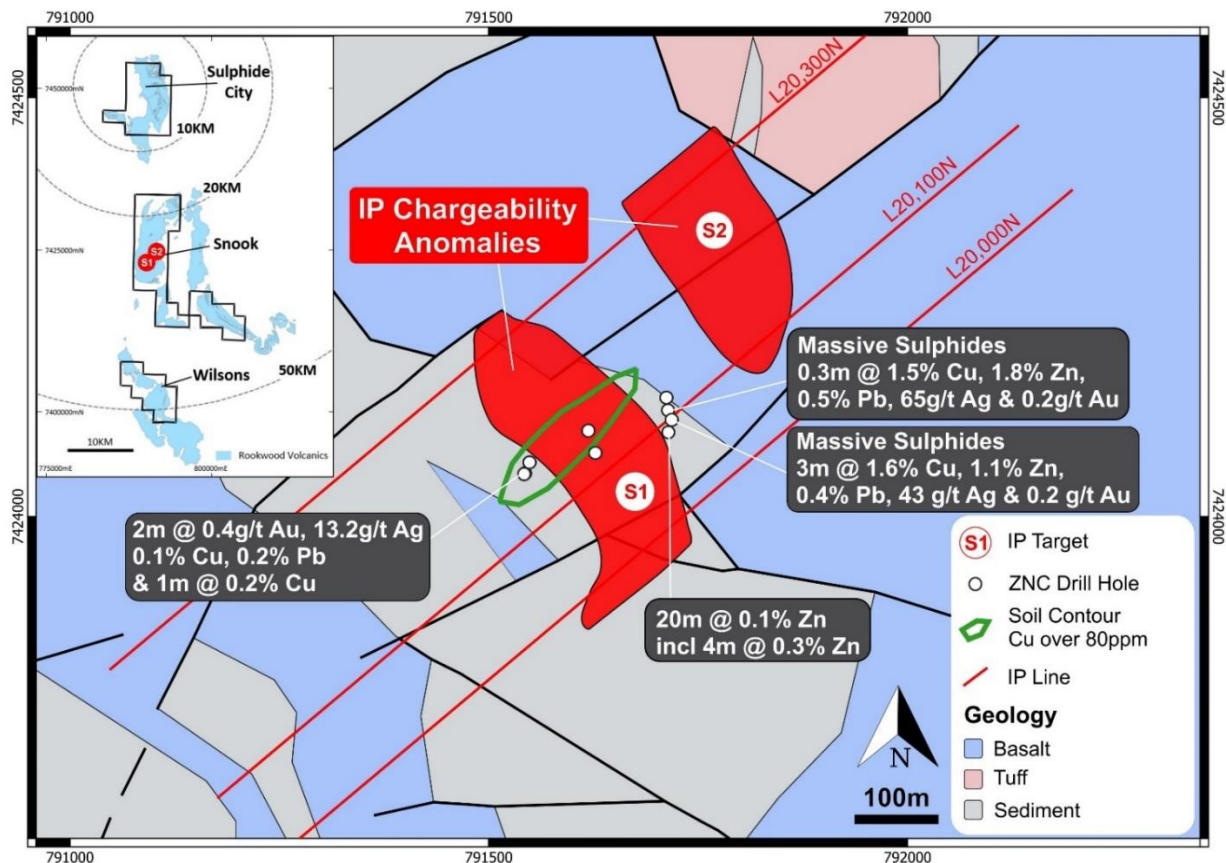 791000
791500
792000
7424500
7424500
7424000
7424000
791000
791500
792000
Sulphide
City
7450000mN
10KM
20KM
Snook
7425000mN
S2
S1
Wilsons
50KM
7400000mN
10KM
Rookwood Volcanics
775000mE
800000mE
L20,300N
L20,100N
L20,000N
IP Chargeability
Anomalies
S2
S1
Massive Sulphides
0.3m @ 1.5% Cu, 1.8% Zn,
0.5% Pb, 65g/t Ag & 0.2g/t Au
Massive Sulphides
3m @ 1.6% Cu, 1.1% Zn,
0.4% Pb, 43 g/t Ag & 0.2 g/t Au
2m @ 0.4g/t Au, 13.2g/t Ag
0.1% Cu, 0.2% Pb
& 1m @ 0.2% Cu
20m @ 0.1% Zn
incl 4m @ 0.3% Zn
N
100m
S1 IP Target
ZNC Drill Hole
Soil Contour
Cu over 80ppm
IP Line
Geology
Basalt
Tuff
Sediment